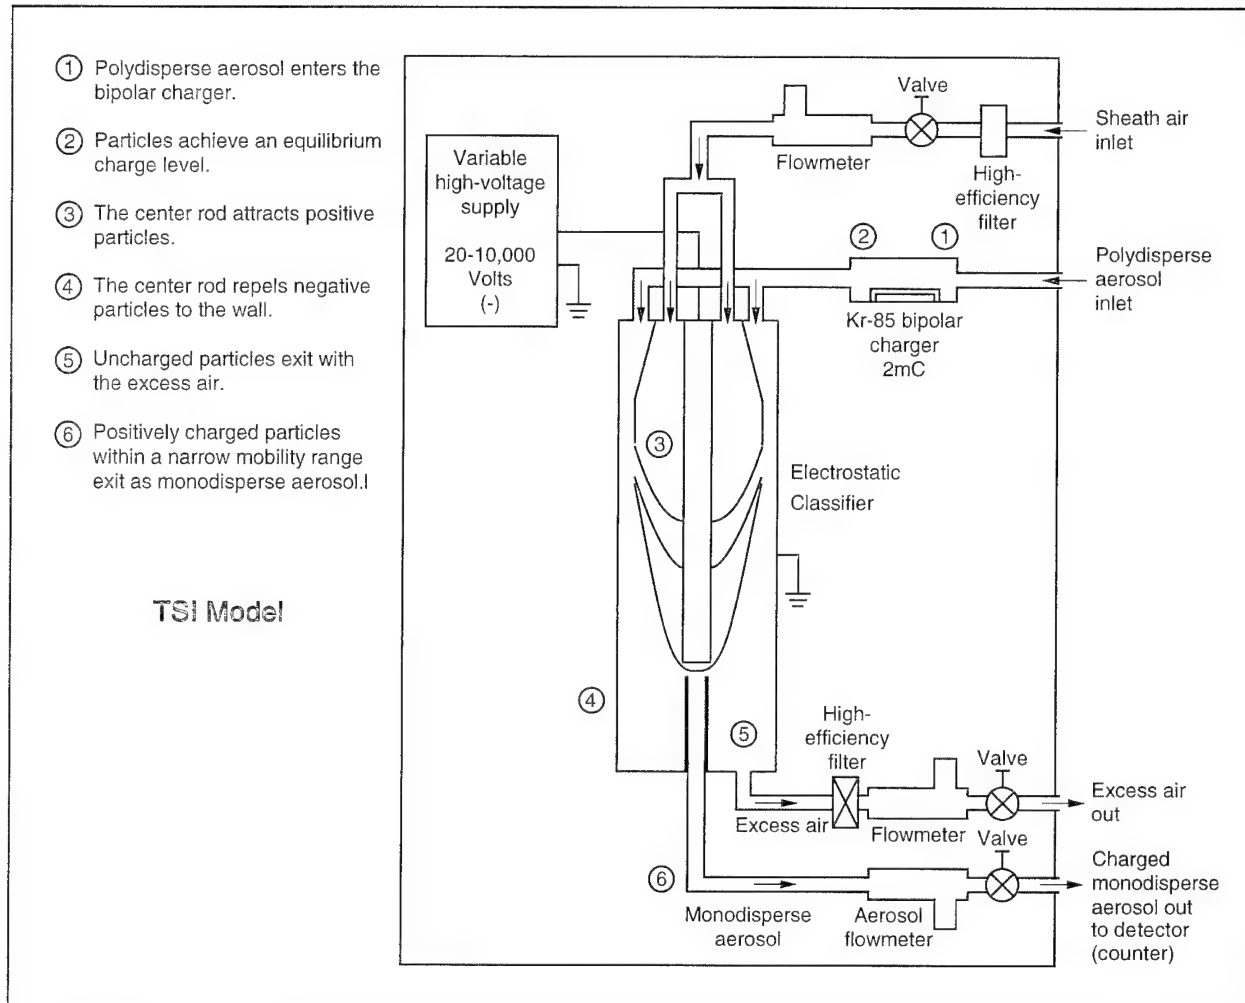 ① Polydisperse aerosol enters the
bipolar charger.
② Particles achieve an equilibrium
charge level.
③ The center rod attracts positive
particles.
④ The center rod repels negative
particles to the wall.
⑤ Uncharged particles exit with
the excess air.
⑥ Positively charged particles
within a narrow mobility range
exit as monodisperse aerosol.l
TSI Model
Variable
high-voltage
supply
20-10,000
Volts
(-)
Valve
Flowmeter
High-
efficiency
filter
Sheath air
inlet
②
①
Kr-85 bipolar
charger
2mC
Polydisperse
aerosol
inlet
③
Electrostatic
Classifier
④
⑤
High-
efficiency
filter
Valve
Excess air
Flowmeter
Excess air
out
Valve
⑥
Monodisperse
aerosol
Aerosol
flowmeter
Charged
monodisperse
aerosol out
to detector
(counter)